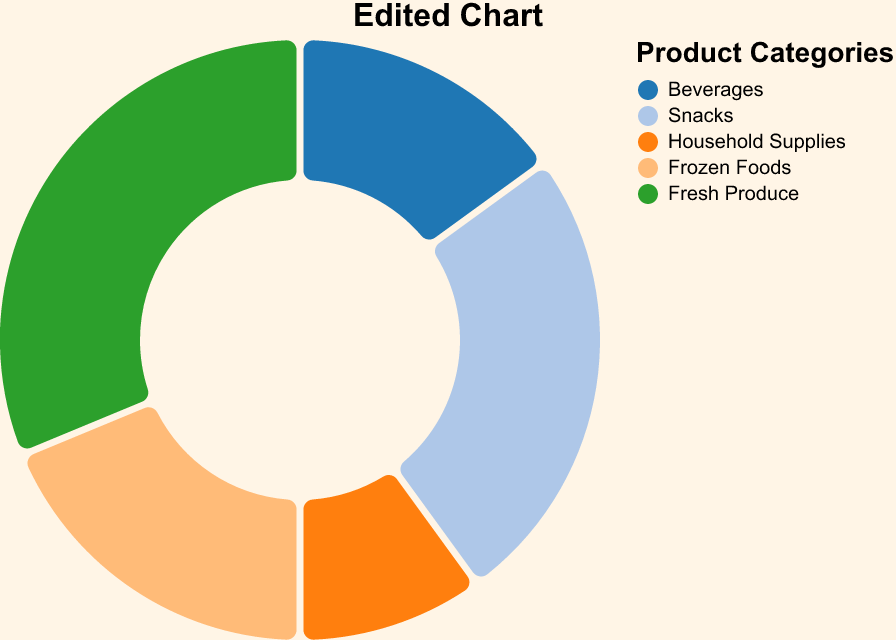 Edited Chart
Product Categories
Beverages
Snacks
Household Supplies
Frozen Foods
Fresh Produce